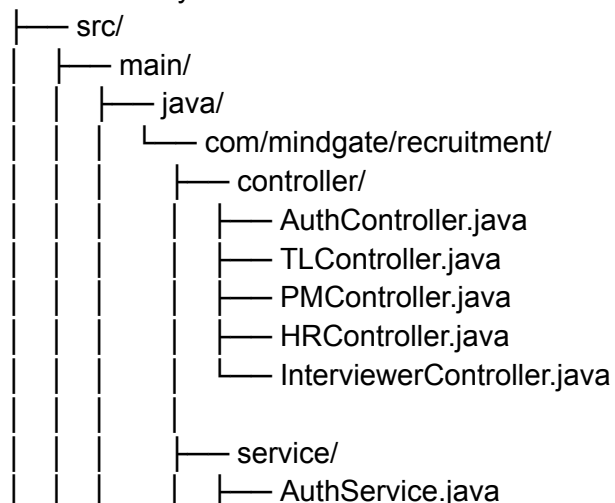 ├── src/
│ ├── main/
│ │ ├── java/
│ │ │ └── com/mindgate/recruitment/
│ │ │ ├── controller/
│ │ │ │ ├── AuthController.java
│ │ │ │ ├── TLController.java
│ │ │ │ ├── PMController.java
│ │ │ │ ├── HRController.java
│ │ │ │ └── InterviewerController.java
│ │ │ │
│ │ │ ├── service/
│ │ │ │ ├── AuthService.java